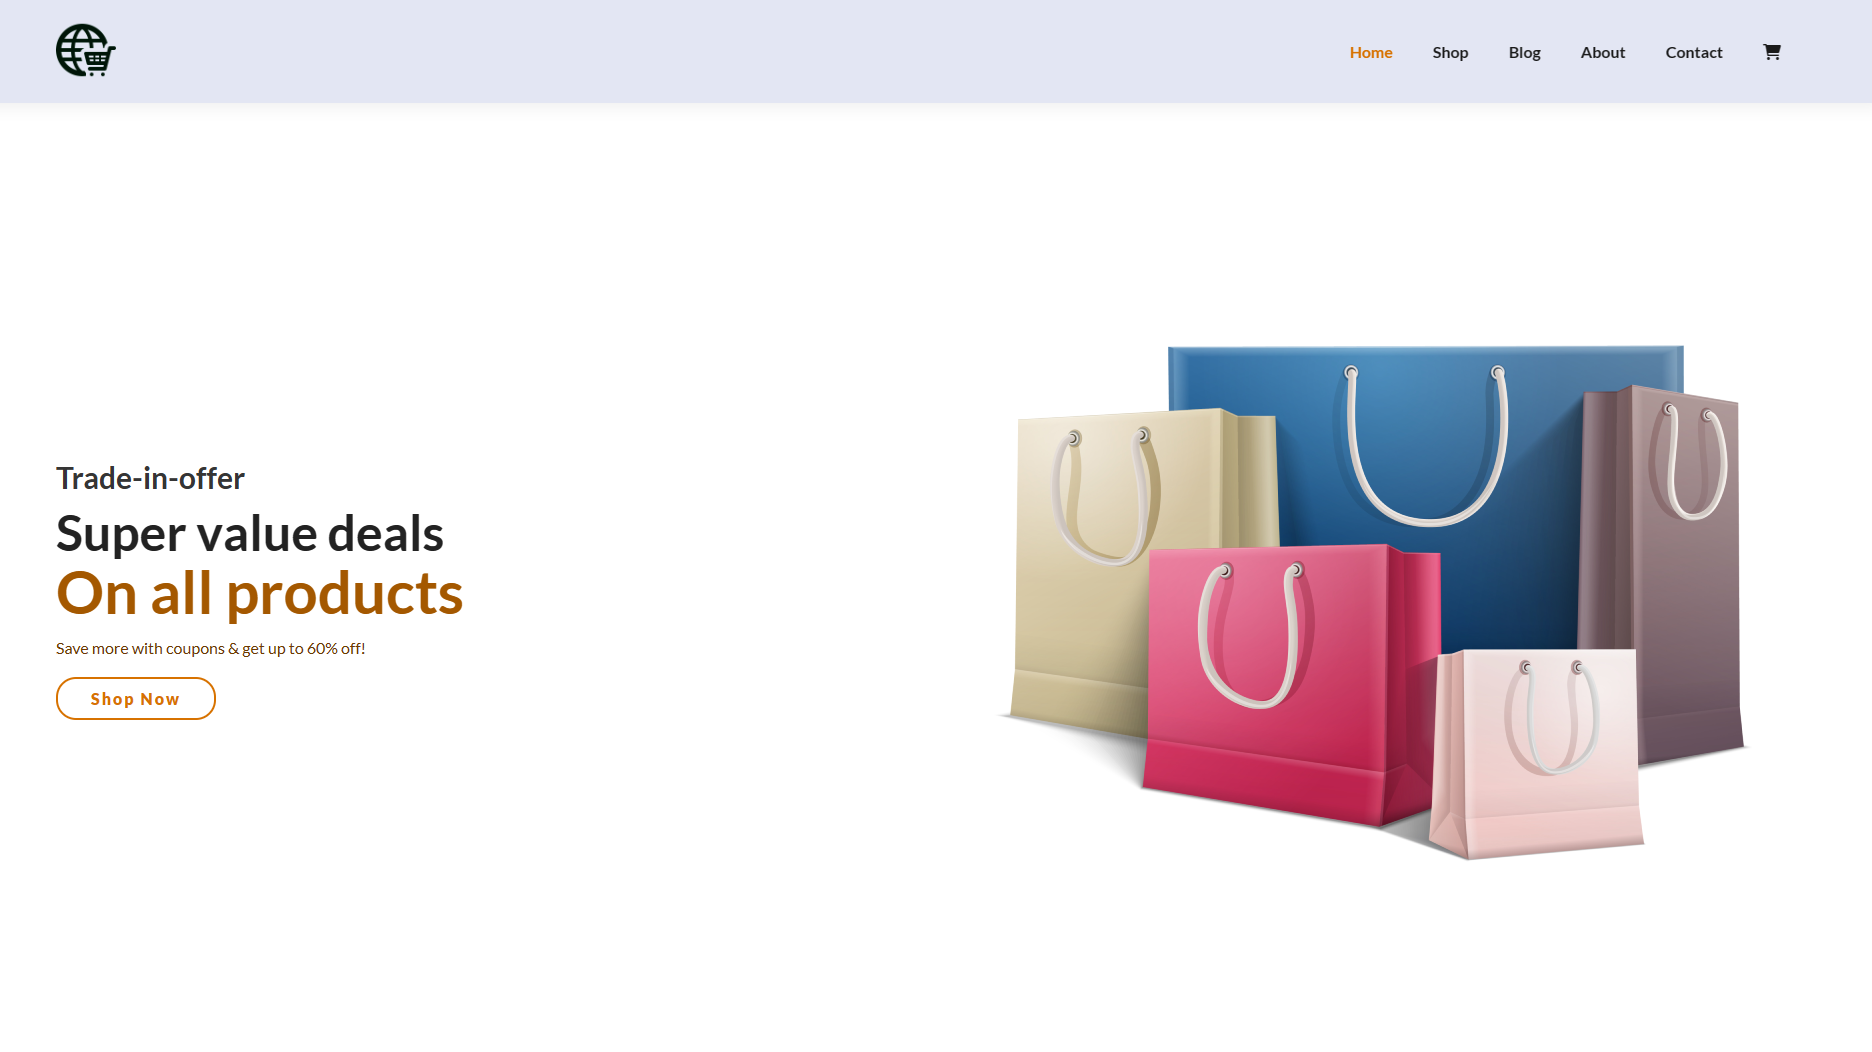 Home Shop Blog About Contact
Trade-in-offer
Super value deals
On all products
Save more with coupons & get up to 60% off!
Shop Now